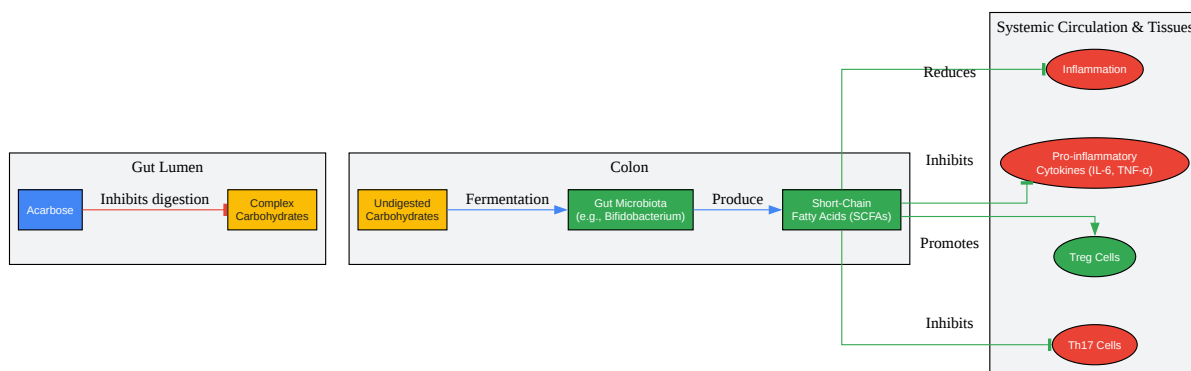 Systemic Circulation & Tissues
Inflammation
Reduces
Pro-inflammatory
Cytokines (IL-6, TNF-α)
Inhibits
Gut Lumen
Acarbose
Inhibits digestion
Complex
Carbohydrates
Colon
Undigested
Carbohydrates
Fermentation
Gut Microbiota
(e.g., Bifidobacterium)
Produce
Short-Chain
Fatty Acids (SCFAs)
Promotes
Treg Cells
Inhibits
Th17 Cells